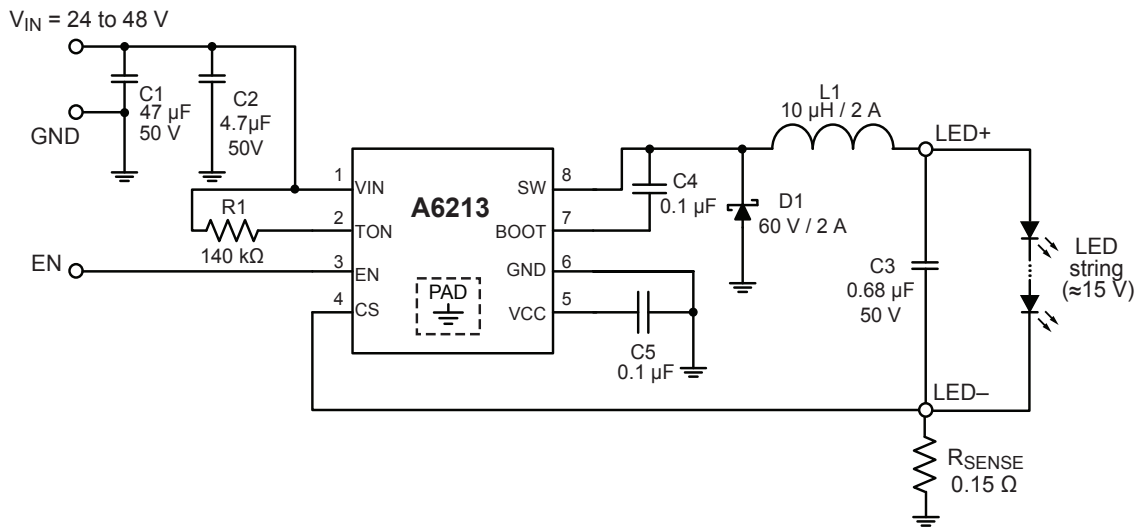 V_IN = 24 to 48 V
C1
47 µF
50 V
C2
4.7µF
50V
GND
L1
10 µH / 2 A
LED+
1
VIN
A6213
SW
8
C4
0.1 µF
D1
60 V / 2 A
R1
140 kΩ
2
TON
BOOT
7
EN
3
EN
GND
6
4
CS
PAD
VCC
5
C5
0.1 µF
C3
0.68 µF
50 V
LED
string
(≈15 V)
LED–
R_SENSE
0.15 Ω